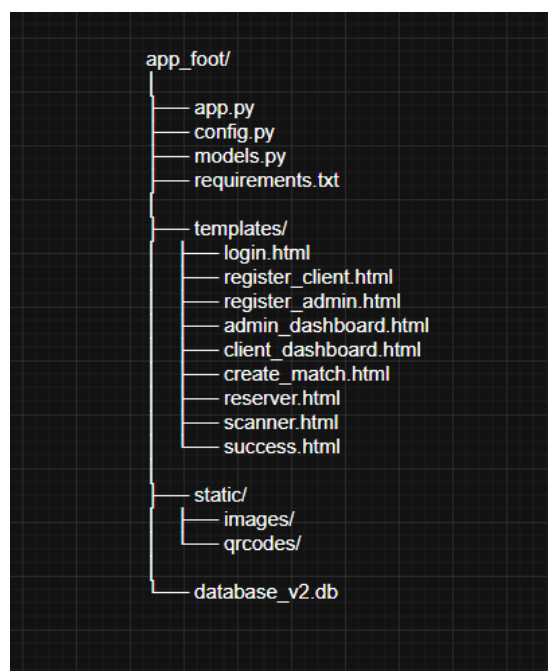 app_foot/
app.py
config.py
models.py
requirements.txt
templates/
login.html
register_client.html
register_admin.html
admin_dashboard.html
client_dashboard.html
create_match.html
reserver.html
scanner.html
success.html
static/
images/
qrcodes/
database_v2.db